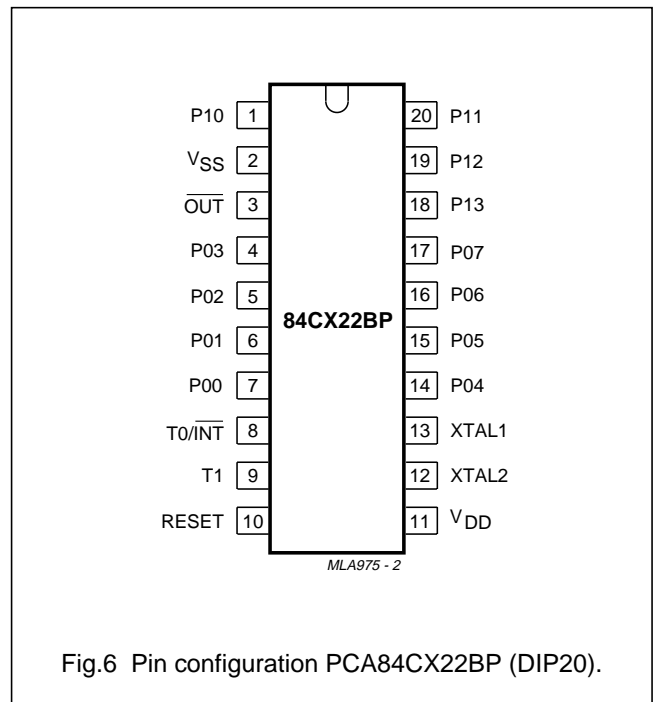 P10 1 20 P11
VSS 2 19 P12
OUT 3 18 P13
P03 4 17 P07
P02 5 16 P06
84CX22BP
P01 6 15 P05
P00 7 14 P04
T0/INT 8 13 XTAL1
T1 9 12 XTAL2
RESET 10 11 VDD
MLA975 - 2
Fig.6 Pin configuration PCA84CX22BP (DIP20).